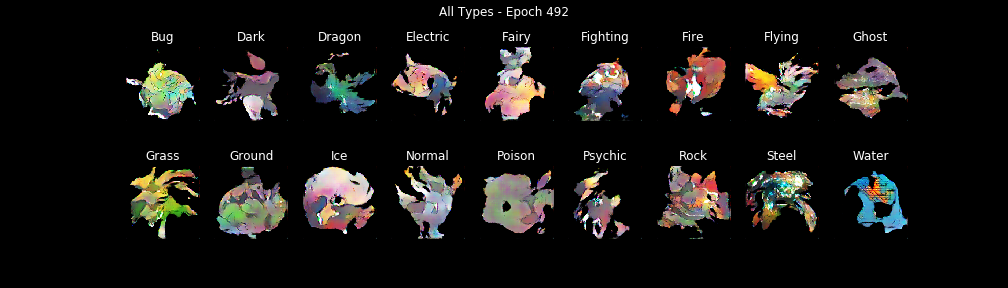 All Types - Epoch 492
Bug Dark Dragon Electric Fairy Fighting Fire Flying Ghost
Grass Ground Ice Normal Poison Psychic Rock Steel Water